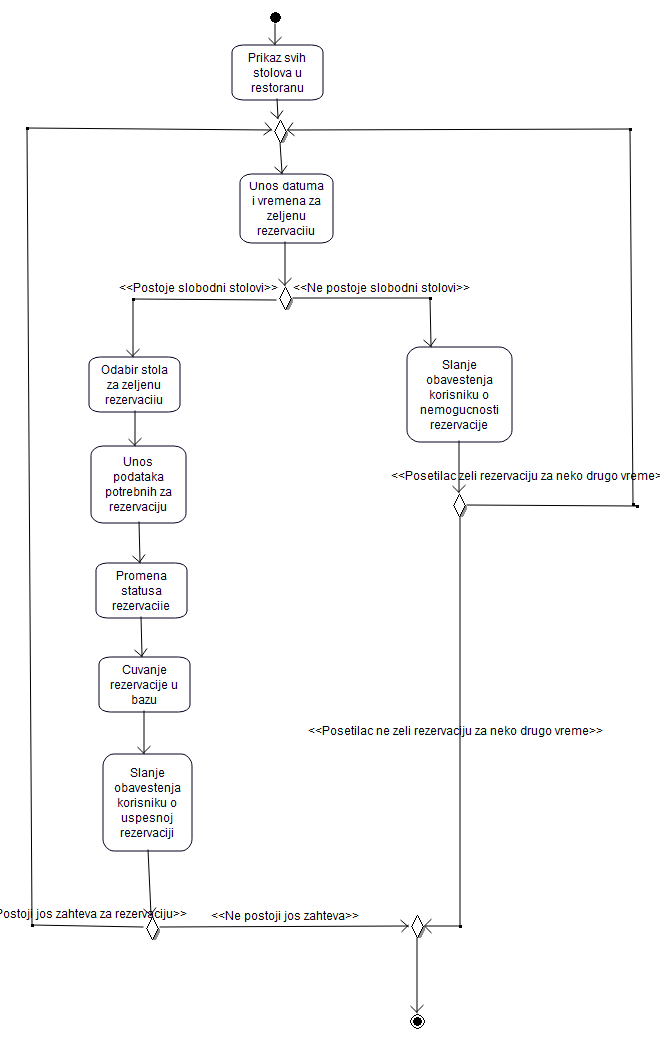 Prikaz svih
stolova u
restoranu
Unos datuma
i vremena za
zeljenu
rezervaciiu
<<Postoje slobodni stolovi>>
<<Ne postoje slobodni stolovi>>
Odabir stola
za zeljenu
rezervaciiu
Slanje
obavestenja
korisniku o
nemogucnosti
rezervacije
Unos
podataka
potrebnih za
rezervaciju
<<Posetilac zeli rezervaciju za neko drugo vreme>
Promena
statusa
rezervaciie
Cuvanje
rezervacije u
bazu
<<Posetilac ne zeli rezervaciju za neko drugo vreme>>
Slanje
obavestenja
korisniku o
uspesnoj
rezervaciji
Postoji jos zahteva za rezervaciju>>
<<Ne postoji jos zahteva>>